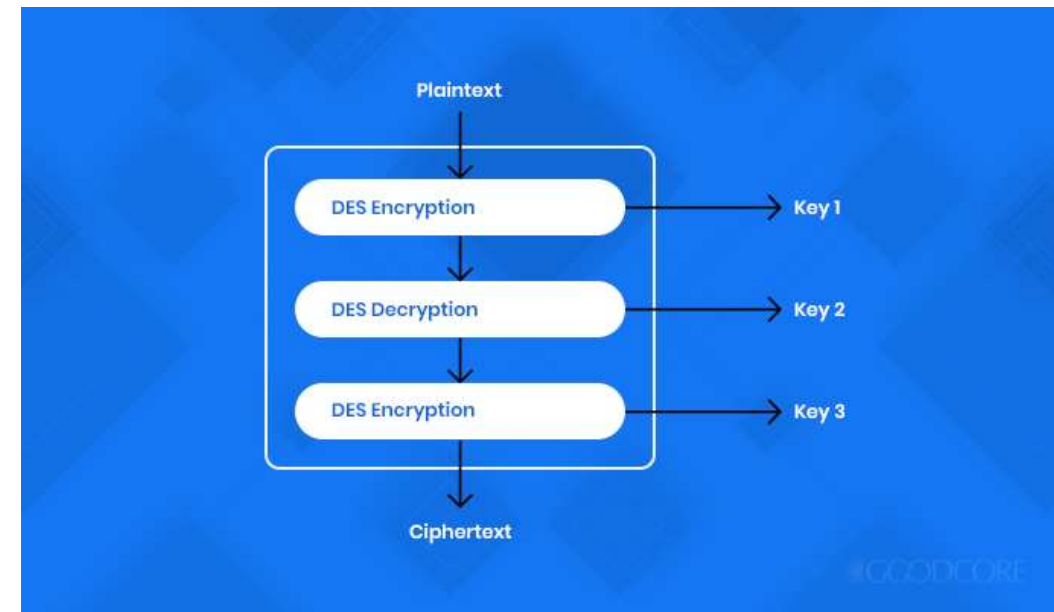 Plaintext
DES Encryption
Key 1
DES Decryption
Key 2
DES Encryption
Key 3
Ciphertext
GOODCORE